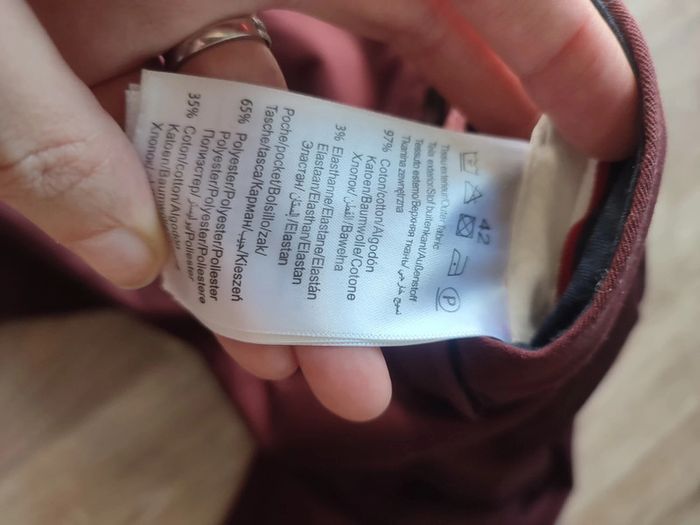 42
P
Tissu extérieur/Outer fabric
Tela exterior/Stof buitenkant/Außenstoff
Tessuto esterno/Верхняя ткань/نسيج خارجي
Tkanina zewnętrzna
97% Coton/cotton/Algodón
Katoen/Baumwolle/Cotone
Хлопок/القطن/Bawełna
3% Elasthanne/Elastane/Elastán
Elastaan/Elasthan/Elastan
Эластан/الإيلاستان/Elastan
Poche/pocket/Bolsillo/zak/
Tasche/tasca/Карман/جيب/Kieszeń
65% Polyester/Polyester/Poliester
Polyester/Polyester/Poliestere
Полиэстер/بوليستر/Poliester
35% Coton/cotton/Algodón
Katoen/Baumwolle
Хлопок